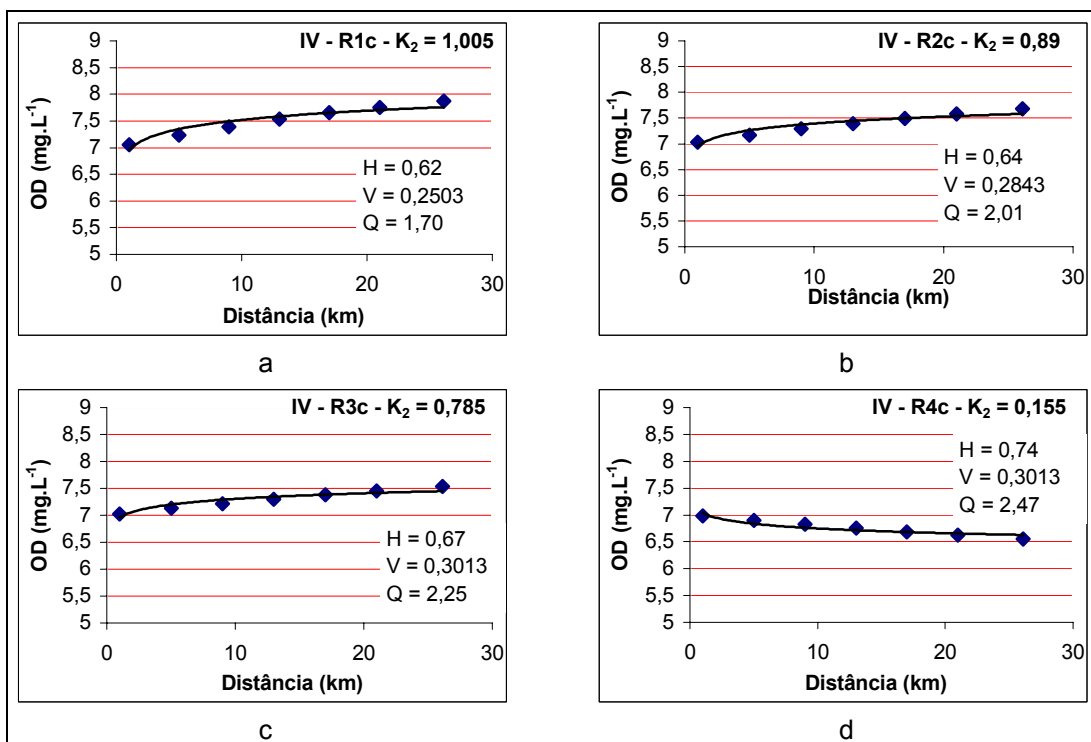 IV - R1c - K₂ = 1,005
9
8,5
8
7,5
7
6,5
6
5,5
5
OD (mg.L⁻¹)
H = 0,62
V = 0,2503
Q = 1,70
0 10 20 30
Distância (km)
a
IV - R2c - K₂ = 0,89
9
8,5
8
7,5
7
6,5
6
5,5
5
OD (mg.L⁻¹)
H = 0,64
V = 0,2843
Q = 2,01
0 10 20 30
Distância (km)
b
IV - R3c - K₂ = 0,785
9
8,5
8
7,5
7
6,5
6
5,5
5
OD (mg.L⁻¹)
H = 0,67
V = 0,3013
Q = 2,25
0 10 20 30
Distância (km)
c
IV - R4c - K₂ = 0,155
9
8,5
8
7,5
7
6,5
6
5,5
5
OD (mg.L⁻¹)
H = 0,74
V = 0,3013
Q = 2,47
0 10 20 30
Distância (km)
d